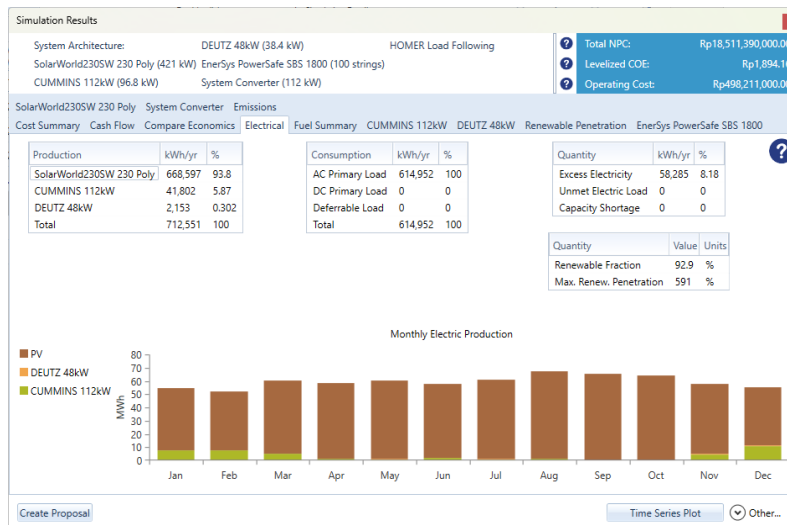 Simulation Results
System Architecture: DEUTZ 48kW (38.4 kW) HOMER Load Following
SolarWorld230SW 230 Poly (421 kW) EnerSys PowerSafe SBS 1800 (100 strings)
CUMMINS 112kW (96.8 kW) System Converter (112 kW)
Total NPC: Rp18,511,390,000.00
Levelized COE: Rp1,894.10
Operating Cost: Rp498,211,000.00
SolarWorld230SW 230 Poly System Converter Emissions
Cost Summary Cash Flow Compare Economics Electrical Fuel Summary CUMMINS 112kW DEUTZ 48kW Renewable Penetration EnerSys PowerSafe SBS 1800
Production kWh/yr %
SolarWorld230SW 230 Poly 668,597 93.8
CUMMINS 112kW 41,802 5.87
DEUTZ 48kW 2,153 0.302
Total 712,551 100
Consumption kWh/yr %
AC Primary Load 614,952 100
DC Primary Load 0 0
Deferrable Load 0 0
Total 614,952 100
Quantity kWh/yr %
Excess Electricity 58,285 8.18
Unmet Electric Load 0 0
Capacity Shortage 0 0
Quantity Value Units
Renewable Fraction 92.9 %
Max. Renew. Penetration 591 %
Monthly Electric Production
PV
DEUTZ 48kW
CUMMINS 112kW
MWh
80
70
60
50
40
30
20
10
0
Jan Feb Mar Apr May Jun Jul Aug Sep Oct Nov Dec
Create Proposal
Time Series Plot
Other...